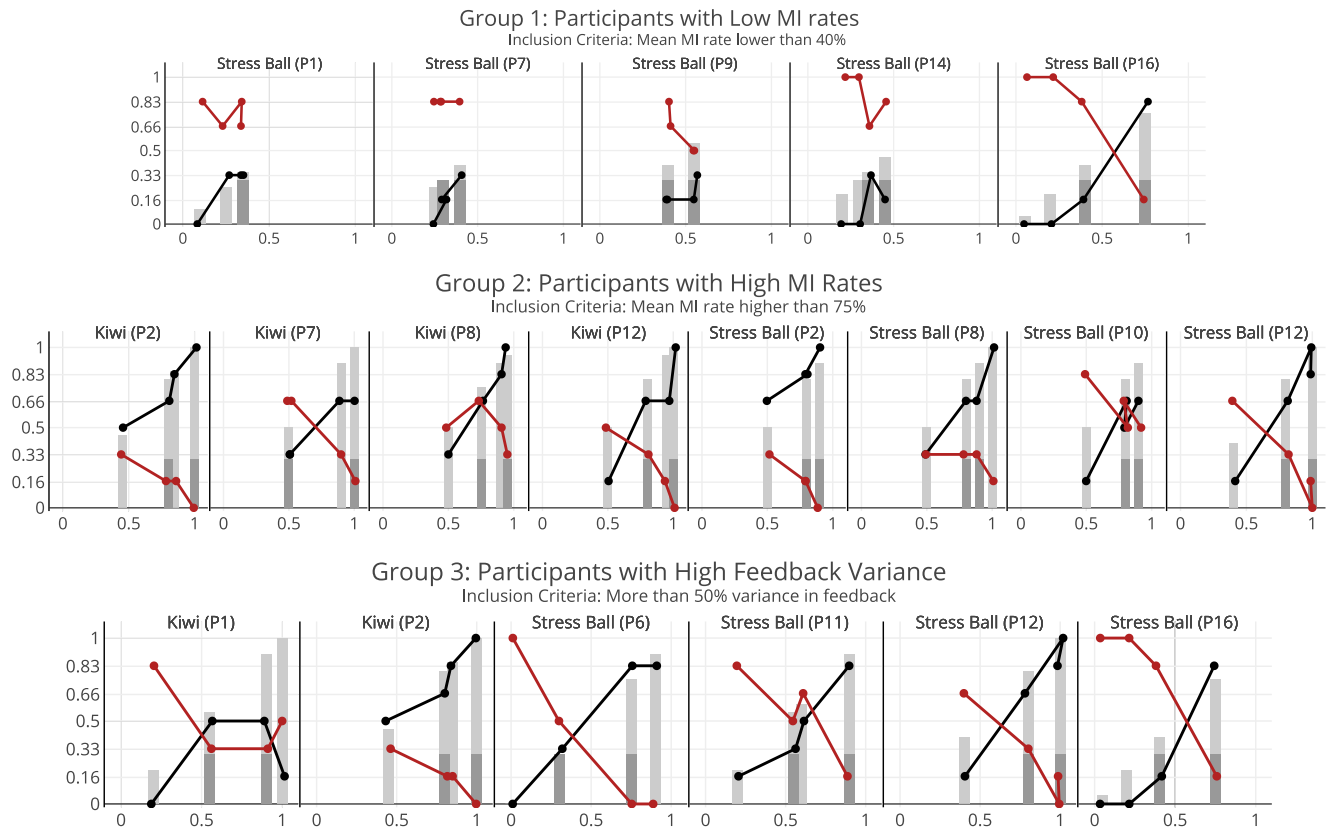 Group 1: Participants with Low MI rates
Inclusion Criteria: Mean MI rate lower than 40%
Stress Ball (P1) Stress Ball (P7) Stress Ball (P9) Stress Ball (P14) Stress Ball (P16)
1
0.83
0.66
0.5
0.33
0.16
0
0 0.5 1 0 0.5 1 0 0.5 1 0 0.5 1 0 0.5 1
Group 2: Participants with High MI Rates
Inclusion Criteria: Mean MI rate higher than 75%
Kiwi (P2) Kiwi (P7) Kiwi (P8) Kiwi (P12) Stress Ball (P2) Stress Ball (P8) Stress Ball (P10) Stress Ball (P12)
1
0.83
0.66
0.5
0.33
0.16
0
0 0.5 1 0 0.5 1 0 0.5 1 0 0.5 1 0 0.5 1 0 0.5 1 0 0.5 1 0 0.5 1
Group 3: Participants with High Feedback Variance
Inclusion Criteria: More than 50% variance in feedback
Kiwi (P1) Kiwi (P2) Stress Ball (P6) Stress Ball (P11) Stress Ball (P12) Stress Ball (P16)
1
0.83
0.66
0.5
0.33
0.16
0
0 0.5 1 0 0.5 1 0 0.5 1 0 0.5 1 0 0.5 1 0 0.5 1